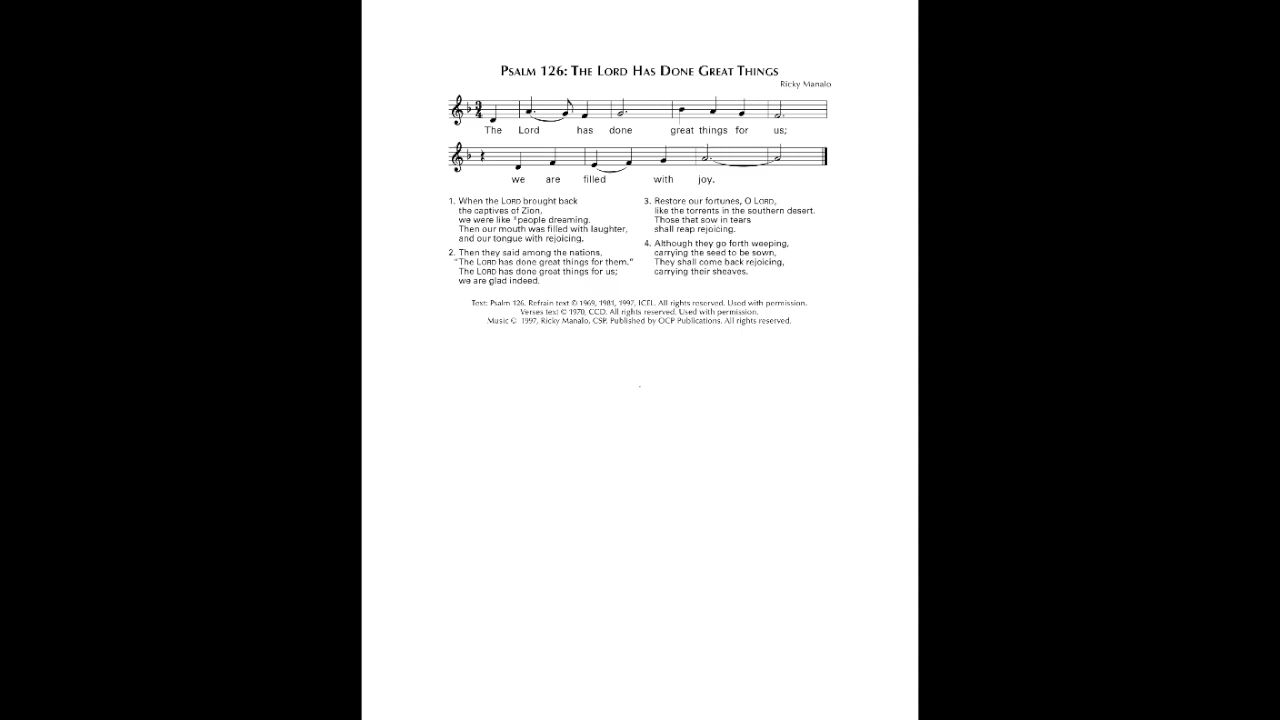 PSALM 126: THE LORD HAS DONE GREAT THINGS
Ricky Manalo
3
4
The Lord has done great things for us;
we are filled with joy.
1. When the LORD brought back
the captives of Zion,
we were like people dreaming.
Then our mouth was filled with laughter,
and our tongue with rejoicing.
2. Then they said among the nations,
"The LORD has done great things for them."
The LORD has done great things for us;
we are glad indeed.
3. Restore our fortunes, O LORD,
like the torrents in the southern desert.
Those that sow in tears
shall reap rejoicing.
4. Although they go forth weeping,
carrying the seed to be sown,
They shall come back rejoicing,
carrying their sheaves.
Text: Psalm 126. Refrain text © 1969, 1981, 1997, ICEL. All rights reserved. Used with permission.
Verses text © 1970, CCD. All rights reserved. Used with permission.
Music © 1997, Ricky Manalo, CSP. Published by OCP Publications. All rights reserved.